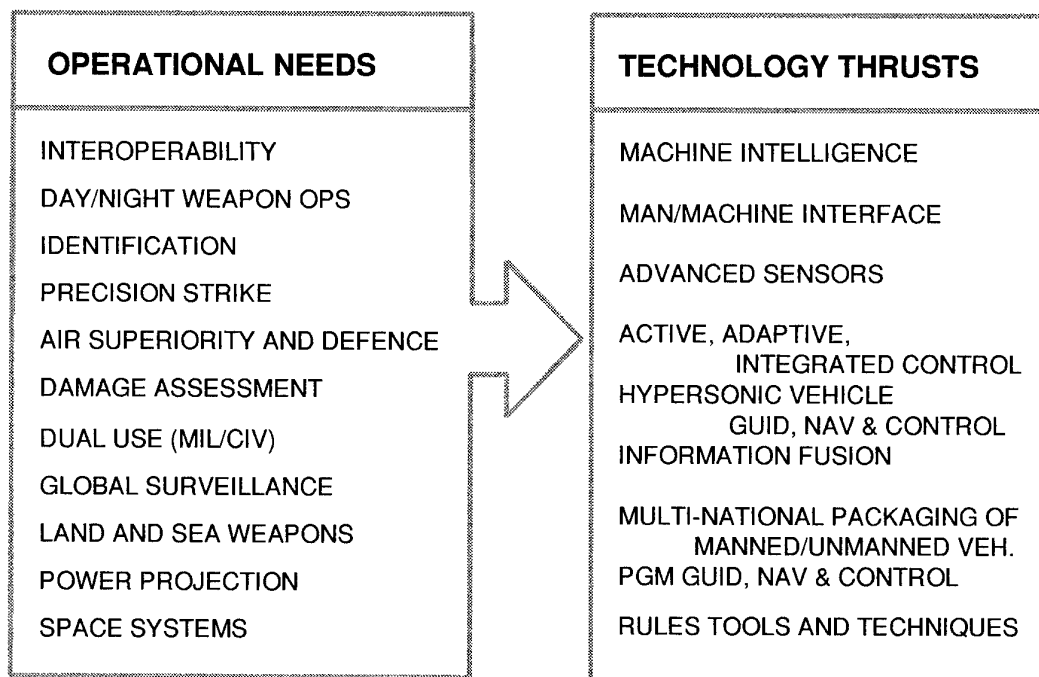 OPERATIONAL NEEDS
INTEROPERABILITY
DAY/NIGHT WEAPON OPS
IDENTIFICATION
PRECISION STRIKE
AIR SUPERIORITY AND DEFENCE
DAMAGE ASSESSMENT
DUAL USE (MIL/CIV)
GLOBAL SURVEILLANCE
LAND AND SEA WEAPONS
POWER PROJECTION
SPACE SYSTEMS
TECHNOLOGY THRUSTS
MACHINE INTELLIGENCE
MAN/MACHINE INTERFACE
ADVANCED SENSORS
ACTIVE, ADAPTIVE,
INTEGRATED CONTROL
HYPERSONIC VEHICLE
GUID, NAV & CONTROL
INFORMATION FUSION
MULTI-NATIONAL PACKAGING OF
MANNED/UNMANNED VEH.
PGM GUID, NAV & CONTROL
RULES TOOLS AND TECHNIQUES